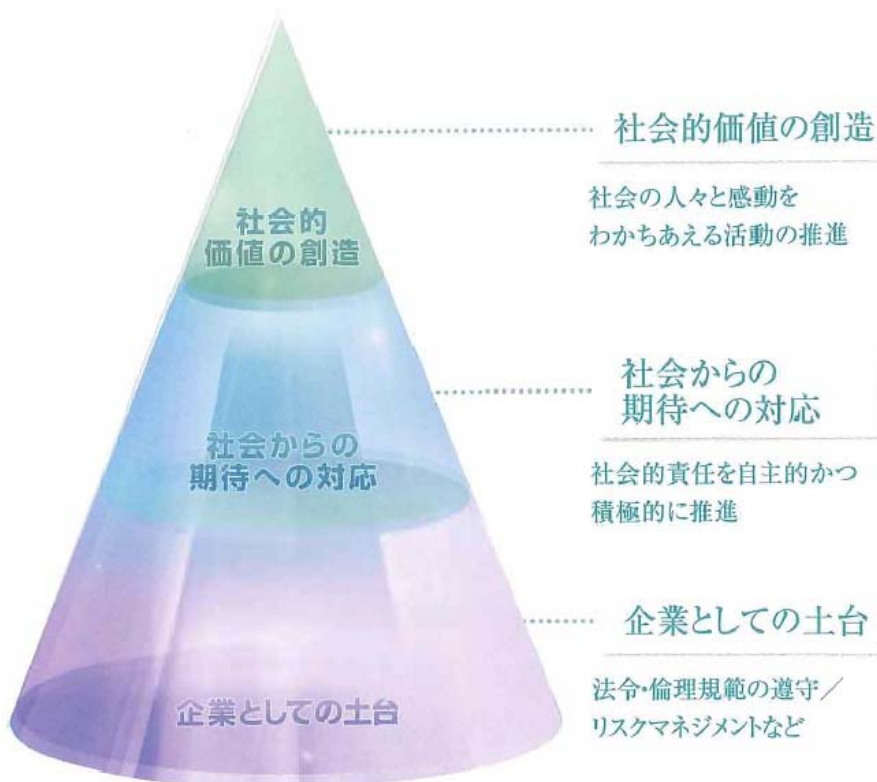 社会的価値の創造
社会の人々と感動を
わかちあえる活動の推進
社会的
価値の創造
社会からの
期待への対応
社会的責任を自主的かつ
積極的に推進
社会からの
期待への対応
企業としての土台
法令・倫理規範の遵守／
リスクマネジメントなど
企業としての土台